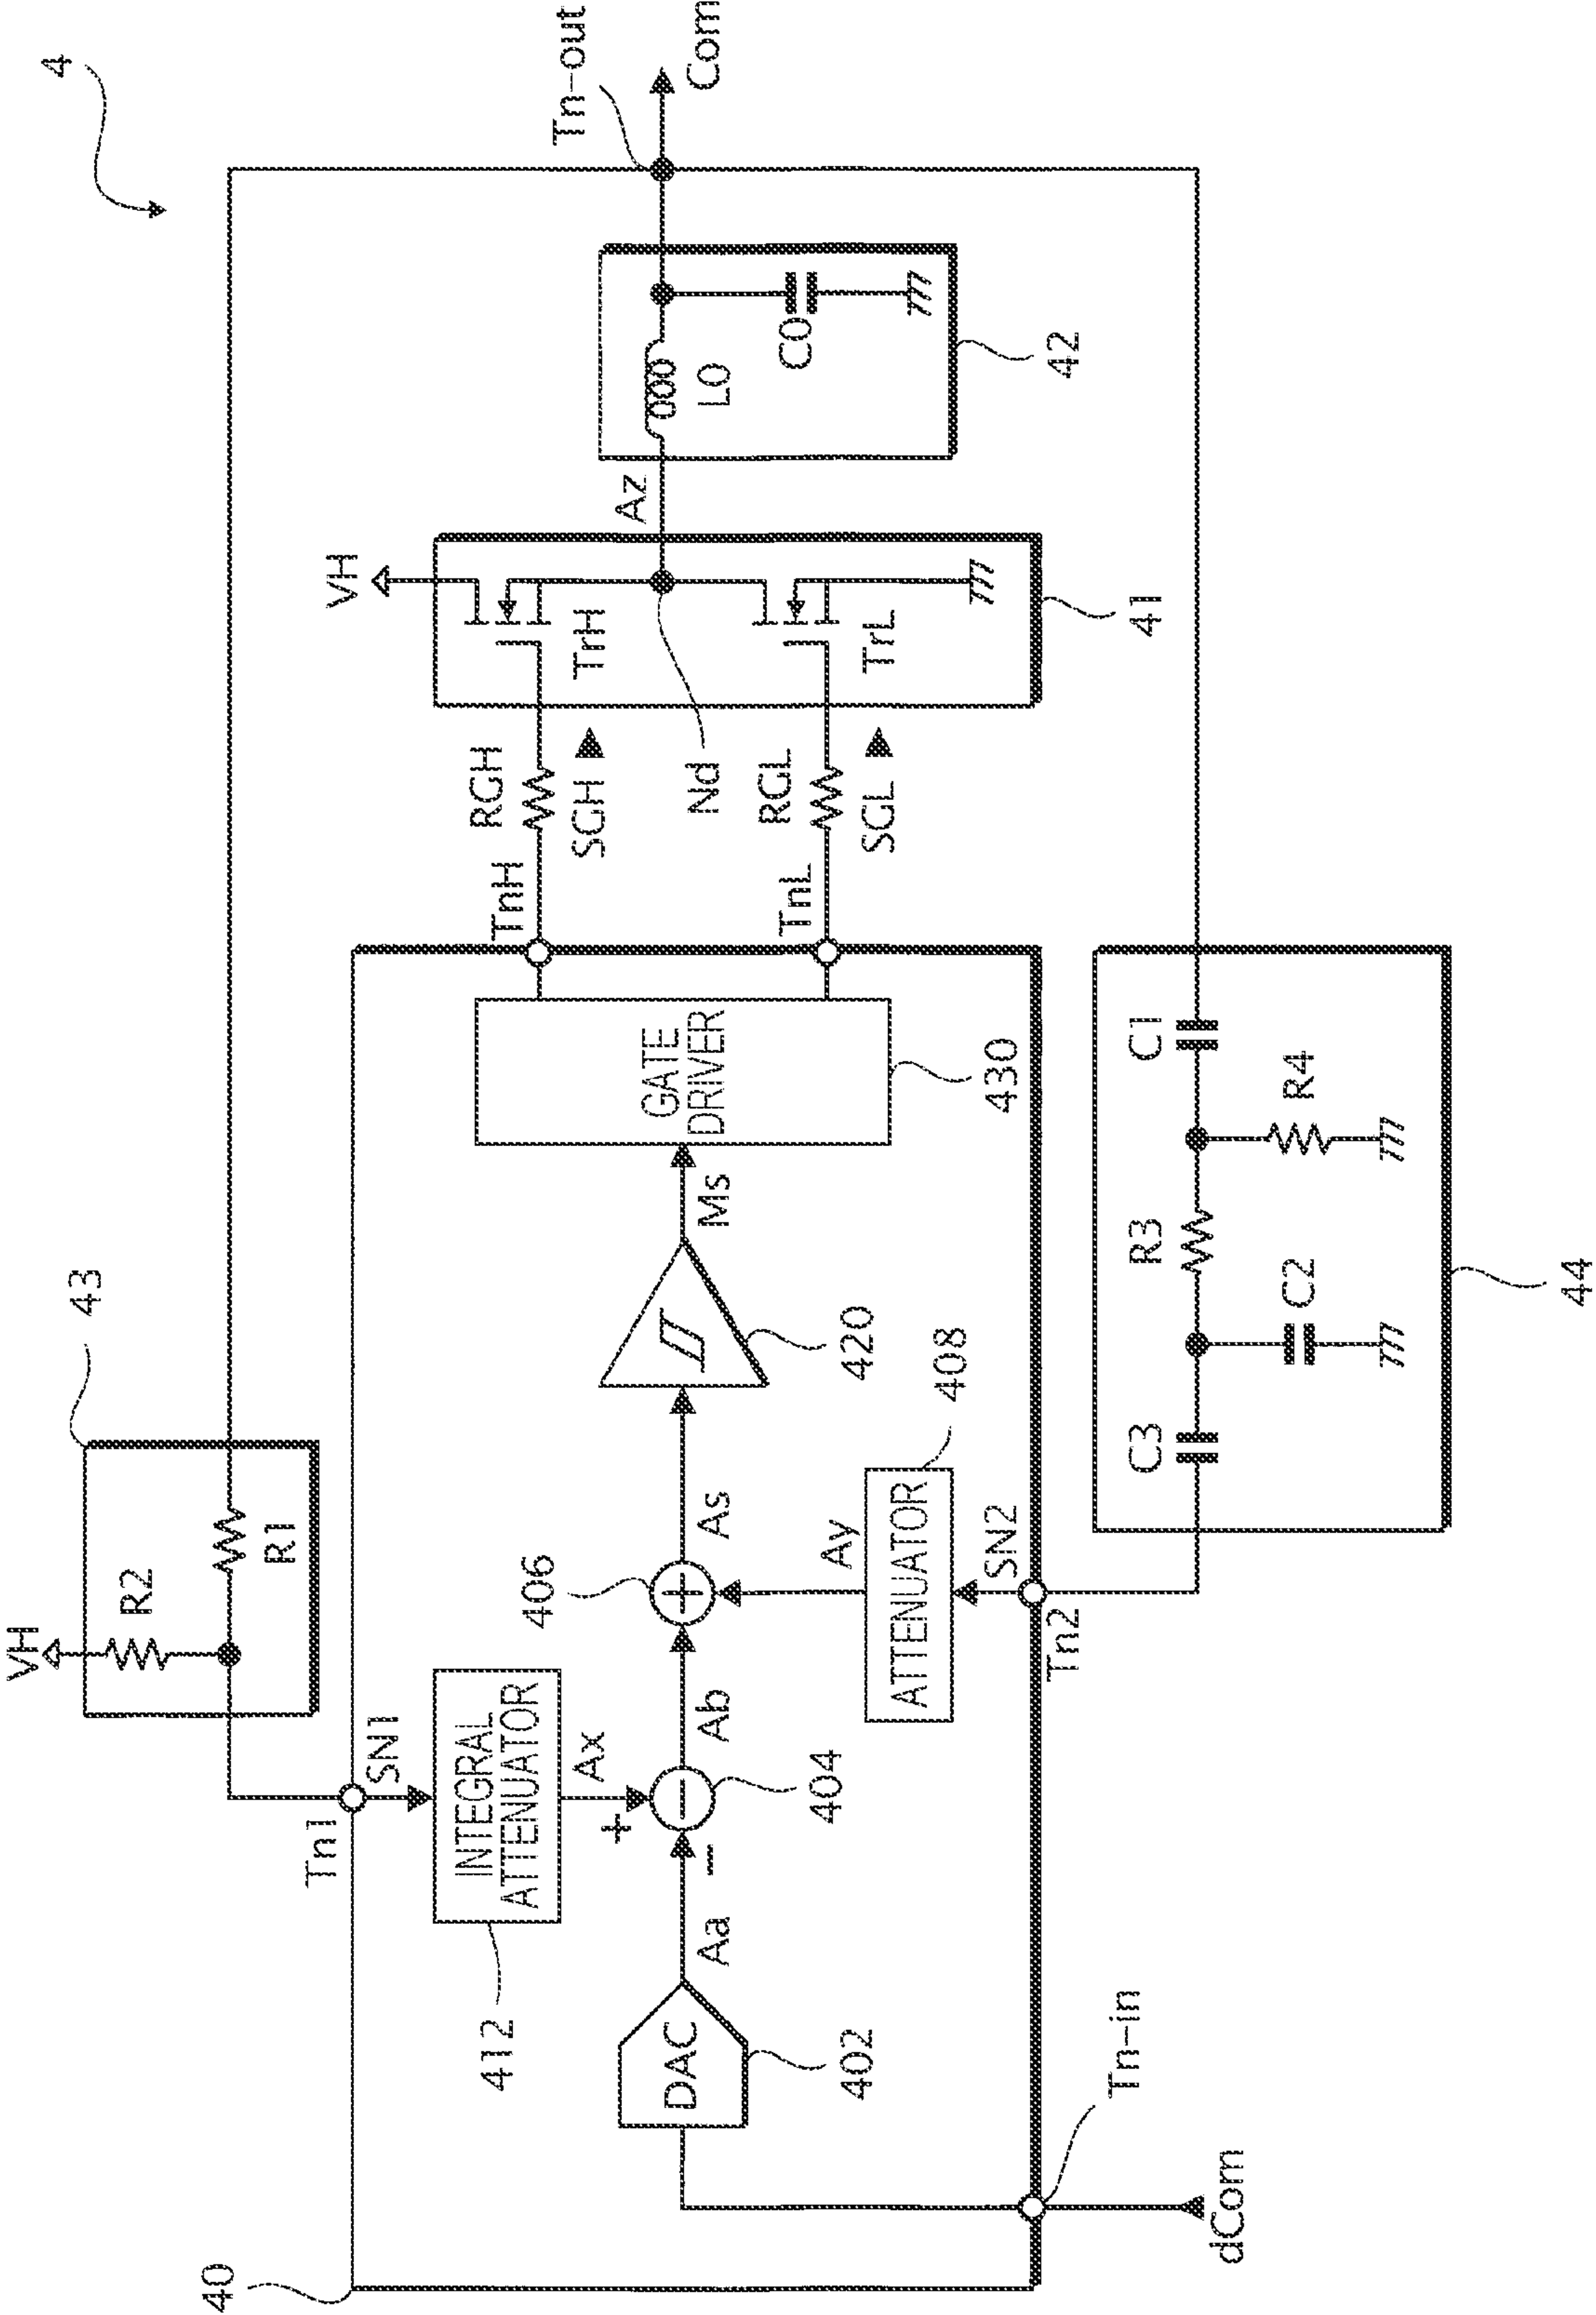 4
43
VH
R2
R1
Tn-out
Com
40
Tn1
SN1
412
INTEGRAL
ATTENUATOR
Ax
+
−
−
404
Aa
DAC
402
Ab
406
+
As
Ay
ATTENUATOR
408
SN2
Tn2
420
Ms
GATE
DRIVER
430
TnH
RGH
SGH
TnL
RGL
SGL
VH
TrH
TrL
Nd
41
Az
L0
C0
42
C3
C2
R3
R4
C1
44
dCom
Tn-in